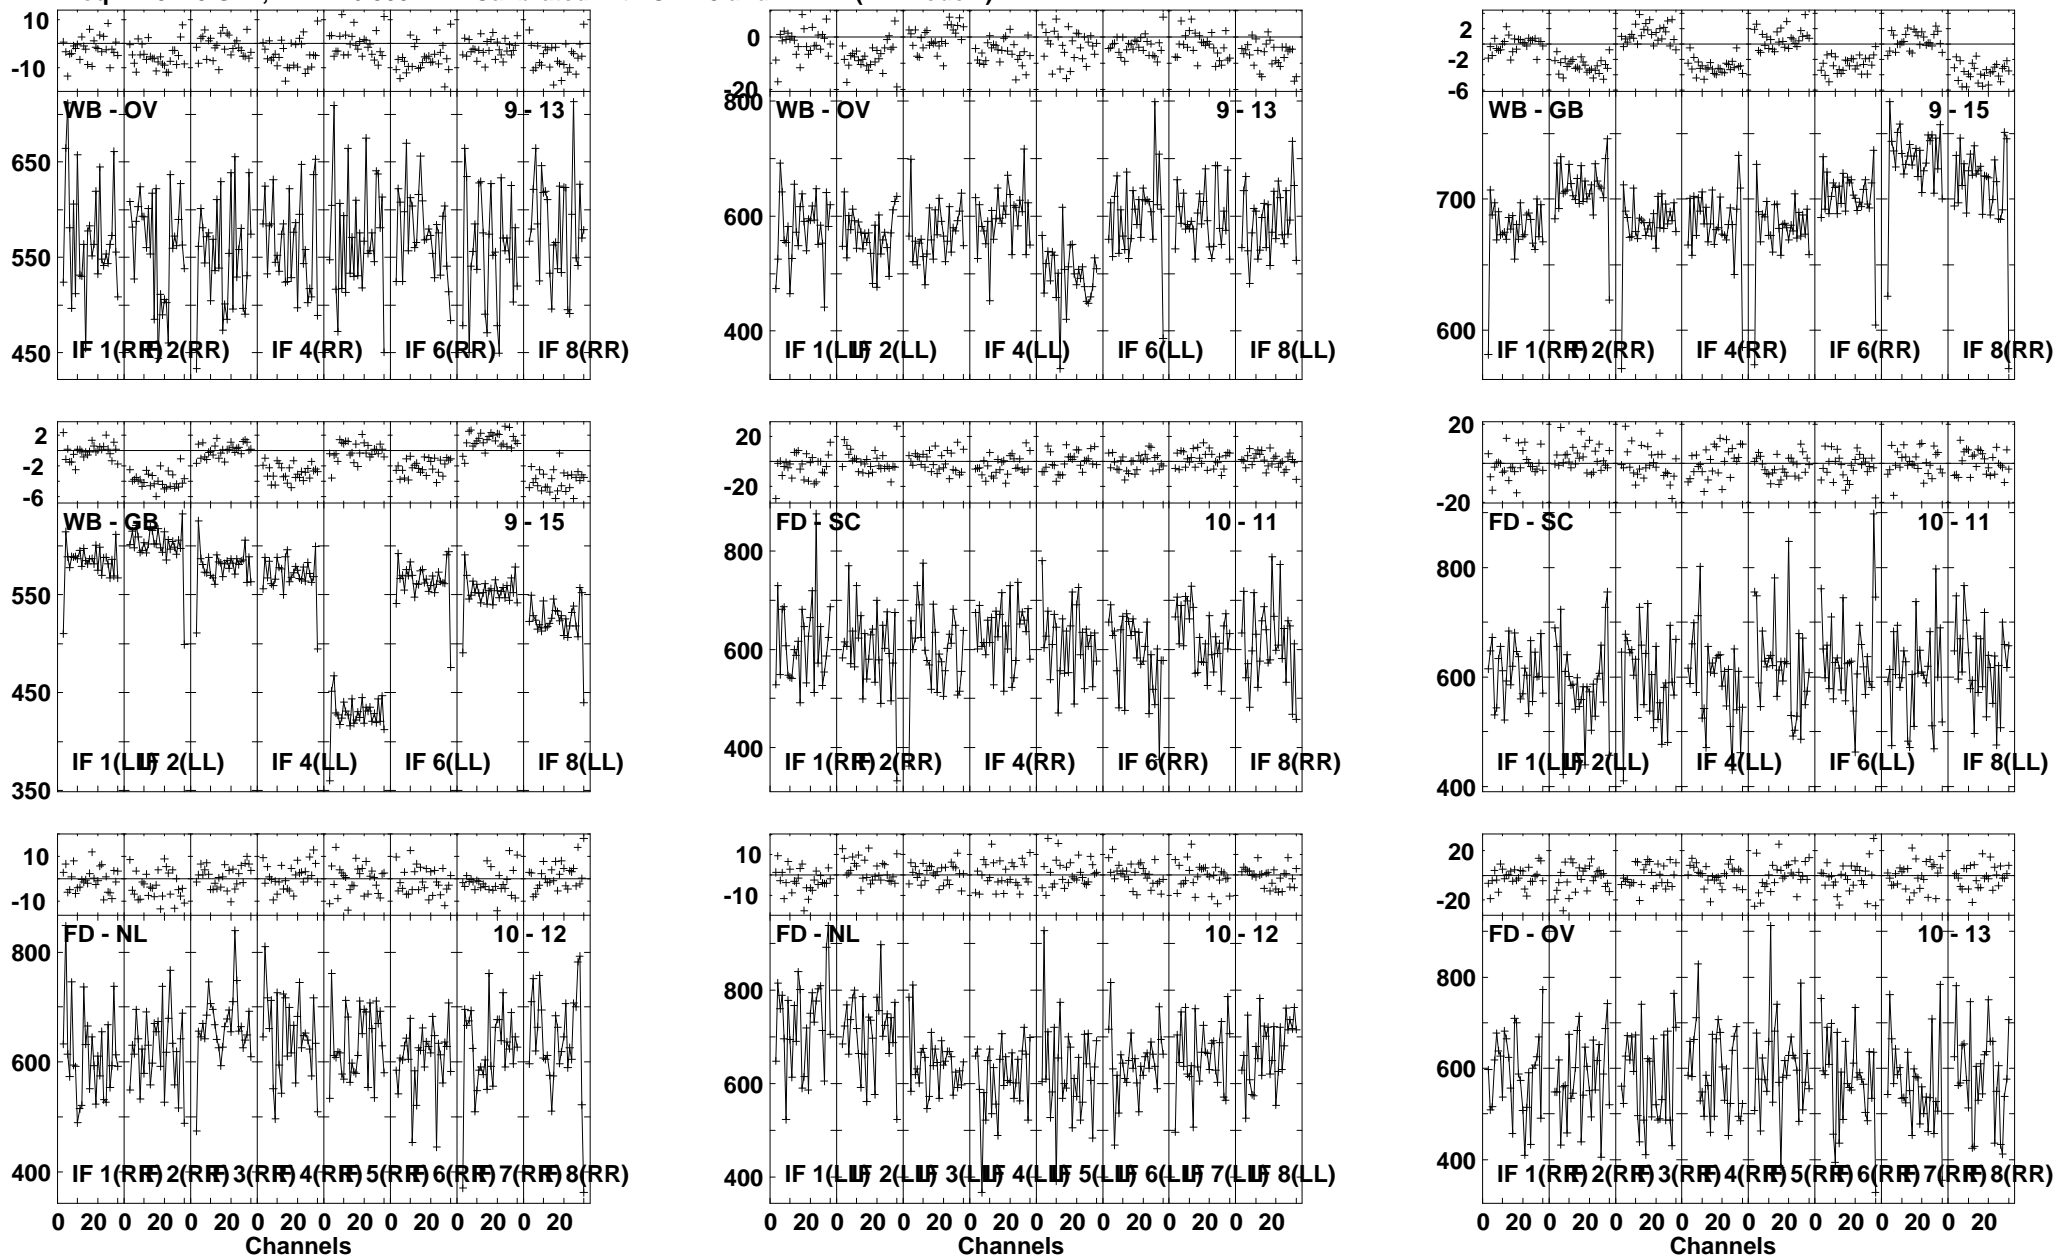 10
-10
WB - OV 9 - 13
650
550
450
IF 1(RR) IF 2(RR) IF 4(RR) IF 6(RR) IF 8(RR)
0
-20
800
WB - OV 9 - 13
600
400
IF 1(LL) IF 2(LL) IF 4(LL) IF 6(LL) IF 8(LL)
2
-2
-6
WB - GB 9 - 15
700
600
IF 1(RR) IF 2(RR) IF 4(RR) IF 6(RR) IF 8(RR)
2
-2
-6
WB - GB 9 - 15
550
450
350
IF 1(LL) IF 2(LL) IF 4(LL) IF 6(LL) IF 8(LL)
20
-20
FD - SC 10 - 11
800
600
400
IF 1(RR) IF 2(RR) IF 4(RR) IF 6(RR) IF 8(RR)
20
0
-20
FD - SC 10 - 11
800
600
400
IF 1(LL) IF 2(LL) IF 4(LL) IF 6(LL) IF 8(LL)
10
-10
FD - NL 10 - 12
800
600
400
IF 1(RR) IF 2(RR) IF 3(RR) IF 4(RR) IF 5(RR) IF 6(RR) IF 7(RR) IF 8(RR)
0 20 0 20 0 20 0 20 0 20 0 20 0 20 0 20
Channels
10
-10
FD - NL 10 - 12
800
600
400
IF 1(LL) IF 2(LL) IF 3(LL) IF 4(LL) IF 5(LL) IF 6(LL) IF 7(LL) IF 8(LL)
0 20 0 20 0 20 0 20 0 20 0 20 0 20 0 20
Channels
20
-20
FD - OV 10 - 13
800
600
400
IF 1(RR) IF 2(RR) IF 3(RR) IF 4(RR) IF 5(RR) IF 6(RR) IF 7(RR) IF 8(RR)
0 20 0 20 0 20 0 20 0 20 0 20 0 20 0 20
Channels